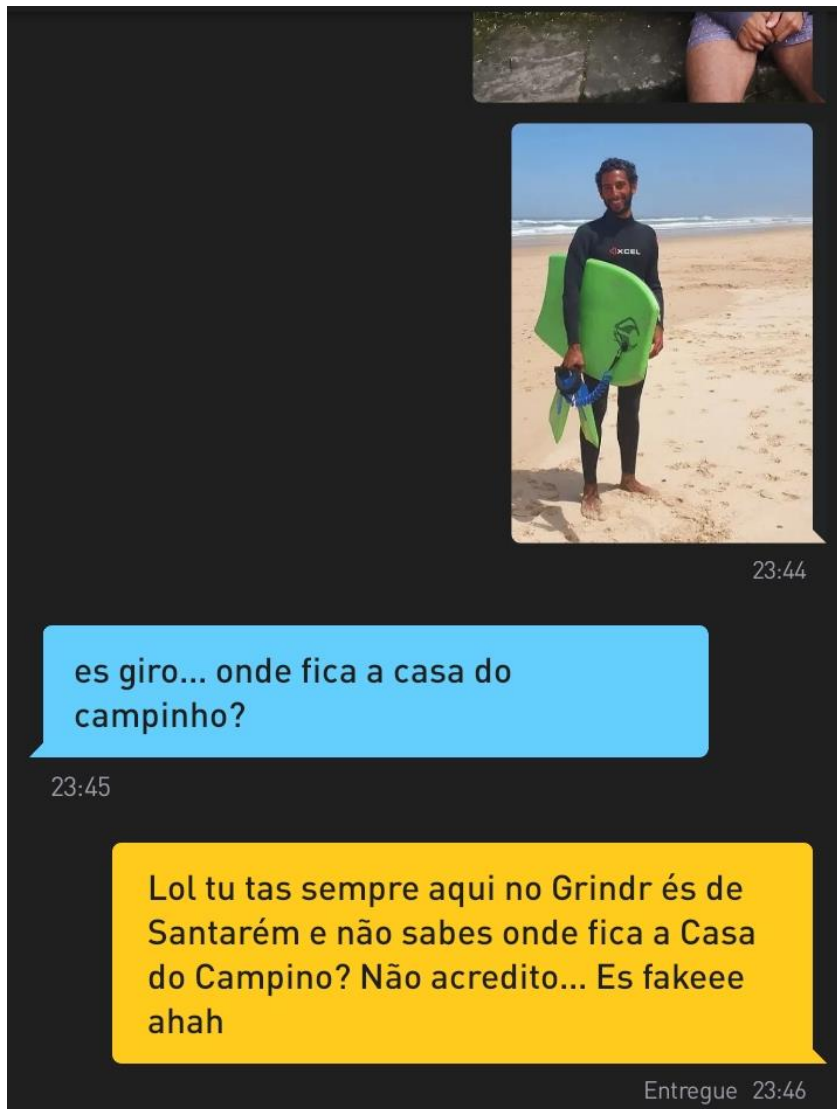 XCEL
23:44
es giro... onde fica a casa do
campinho?
23:45
Lol tu tas sempre aqui no Grindr és de
Santarém e não sabes onde fica a Casa
do Campino? Não acredito... Es fakeee
ahah
Entregue 23:46